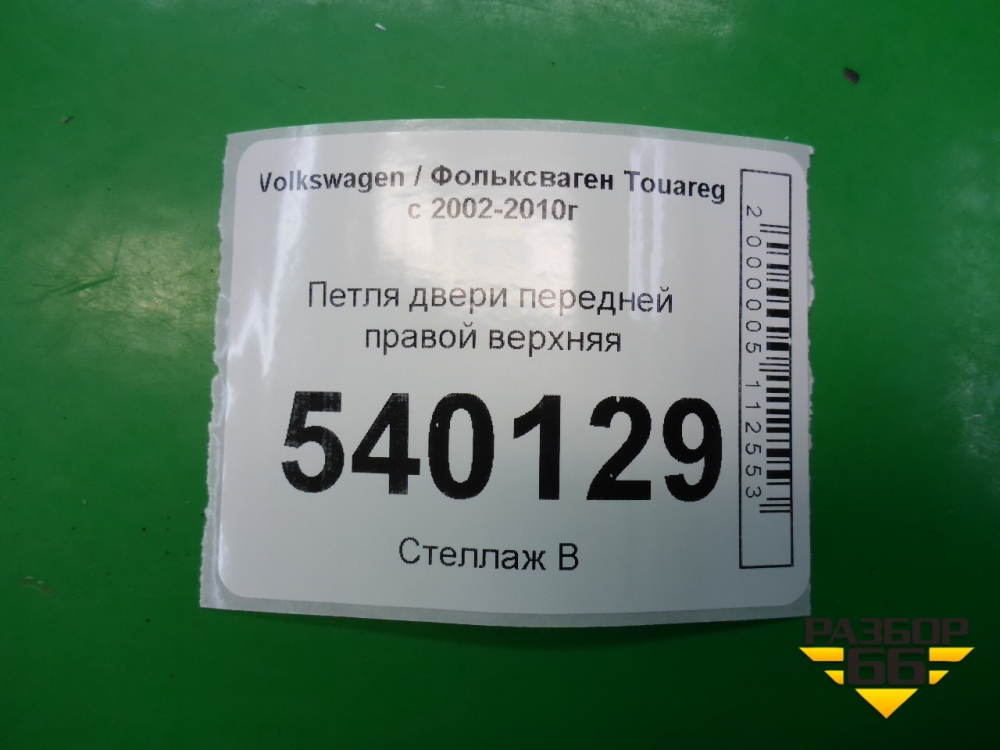 Volkswagen / Фольксваген Touareg
с 2002-2010г
Петля двери передней
правой верхняя
540129
Стеллаж В
2000005112553
РАЗБОР
66